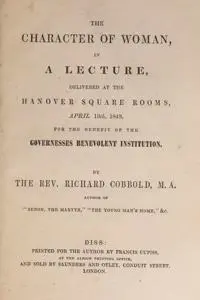 THE
CHARACTER OF WOMAN,
IN
A LECTURE,
DELIVERED AT THE
HANOVER SQUARE ROOMS,
APRIL 13th, 1848,
FOR THE BENEFIT OF THE
GOVERNESSES BENEVOLENT INSTITUTION.
BY
THE REV. RICHARD COBBOLD, M.A.
AUTHOR OF
"ZENON, THE MARTYR," "THE YOUNG MAN'S HOME," &c.
DISS:
PRINTED FOR THE AUTHOR BY FRANCIS CUPISS,
AT THE ALBION PRINTING OFFICE,
AND SOLD BY SAUNDERS AND OTLEY, CONDUIT STREET,
LONDON.